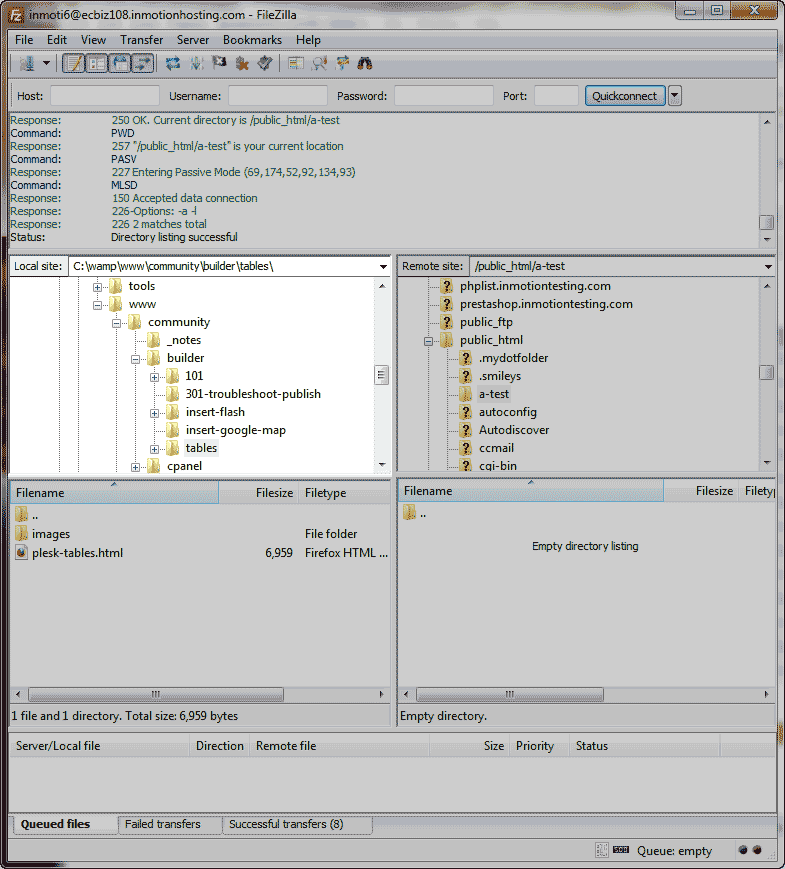 inmoti6@ecbiz108.inmotionhosting.com - FileZilla
File Edit View Transfer Server Bookmarks Help
Host: Username: Password: Port: Quickconnect
Response: 250 OK. Current directory is /public_html/a-test
Command: PWD
Response: 257 "/public_html/a-test" is your current location
Command: PASV
Response: 227 Entering Passive Mode (69,174,52,92,134,93)
Command: MLSD
Response: 150 Accepted data connection
Response: 226-Options: -a -l
Response: 226 2 matches total
Status: Directory listing successful
Local site: C:\wamp\www\community\builder\tables\
tools
www
community
_notes
builder
101
301-troubleshoot-publish
insert-flash
insert-google-map
tables
cpanel
Remote site: /public_html/a-test
phplist.inmotiontesting.com
prestashop.inmotiontesting.com
public_ftp
public_html
.mydotfolder
.smileys
a-test
autoconfig
Autodiscover
ccmail
cgi-bin
Filename Filesize Filetype
..
images File folder
plesk-tables.html 6,959 Firefox HTML ...
1 file and 1 directory. Total size: 6,959 bytes
Filename Filesize Filety
..
Empty directory listing
Empty directory.
Server/Local file Direction Remote file Size Priority Status
Queued files Failed transfers Successful transfers (8)
Queue: empty